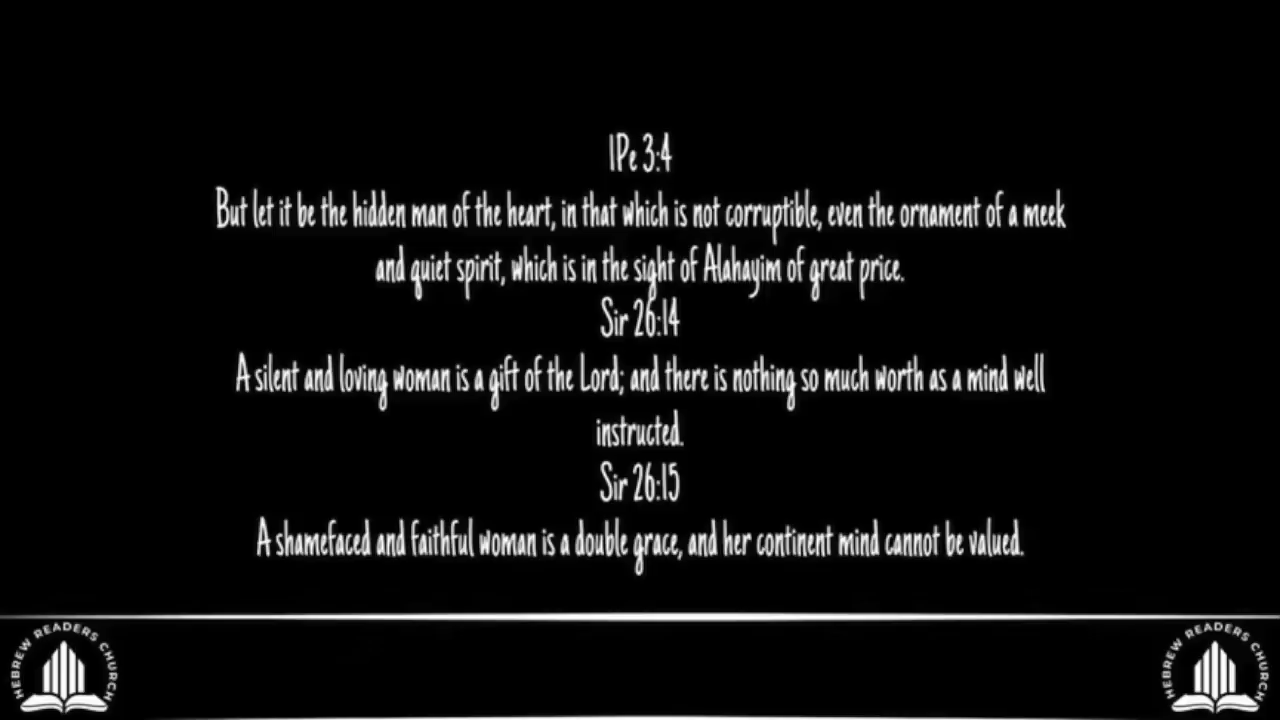 1Pe 3:4
But let it be the hidden man of the heart, in that which is not corruptible, even the ornament of a meek
and quiet spirit, which is in the sight of Alahayim of great price.
Sir 26:14
A silent and loving woman is a gift of the Lord; and there is nothing so much worth as a mind well
instructed.
Sir 26:15
A shamefaced and faithful woman is a double grace, and her continent mind cannot be valued.
HEBREW READERS CHURCH
HEBREW READERS CHURCH